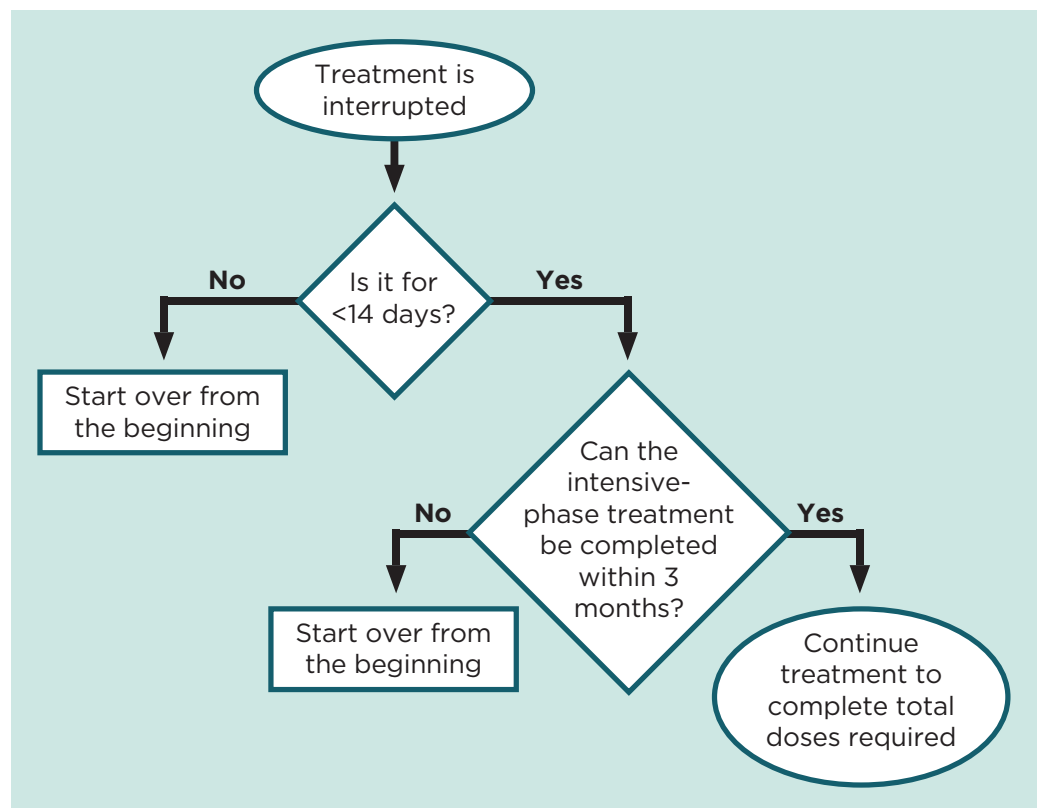 Treatment is
interrupted
Is it for
<14 days?
No
Yes
Start over from
the beginning
Can the
intensive-
phase treatment
be completed
within 3
months?
No
Yes
Start over from
the beginning
Continue
treatment to
complete total
doses required